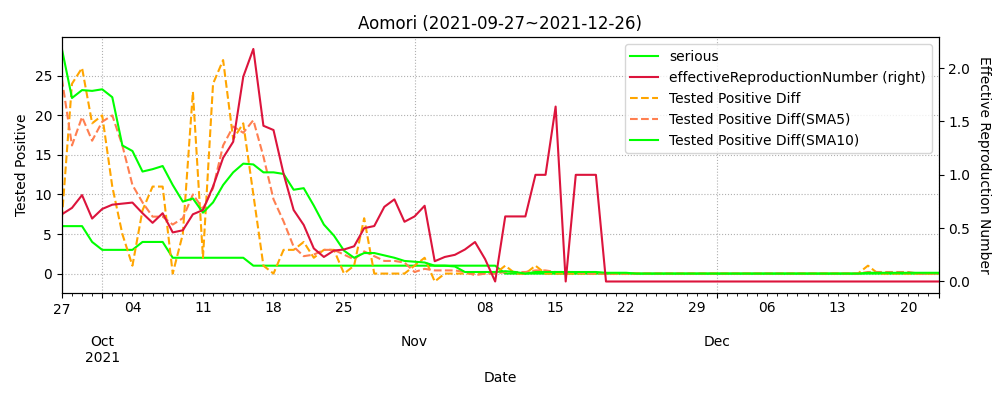 Aomori (2021-09-27~2021-12-26)
Tested Positive
25
20
15
10
5
0
serious
effectiveReproductionNumber (right)
Tested Positive Diff
Tested Positive Diff(SMA5)
Tested Positive Diff(SMA10)
2.0
1.5
1.0
0.5
0.0
Effective Reproduction Number
27 04 11 18 25 08 15 22 29 06 13 20
Oct Nov Dec
2021
Date